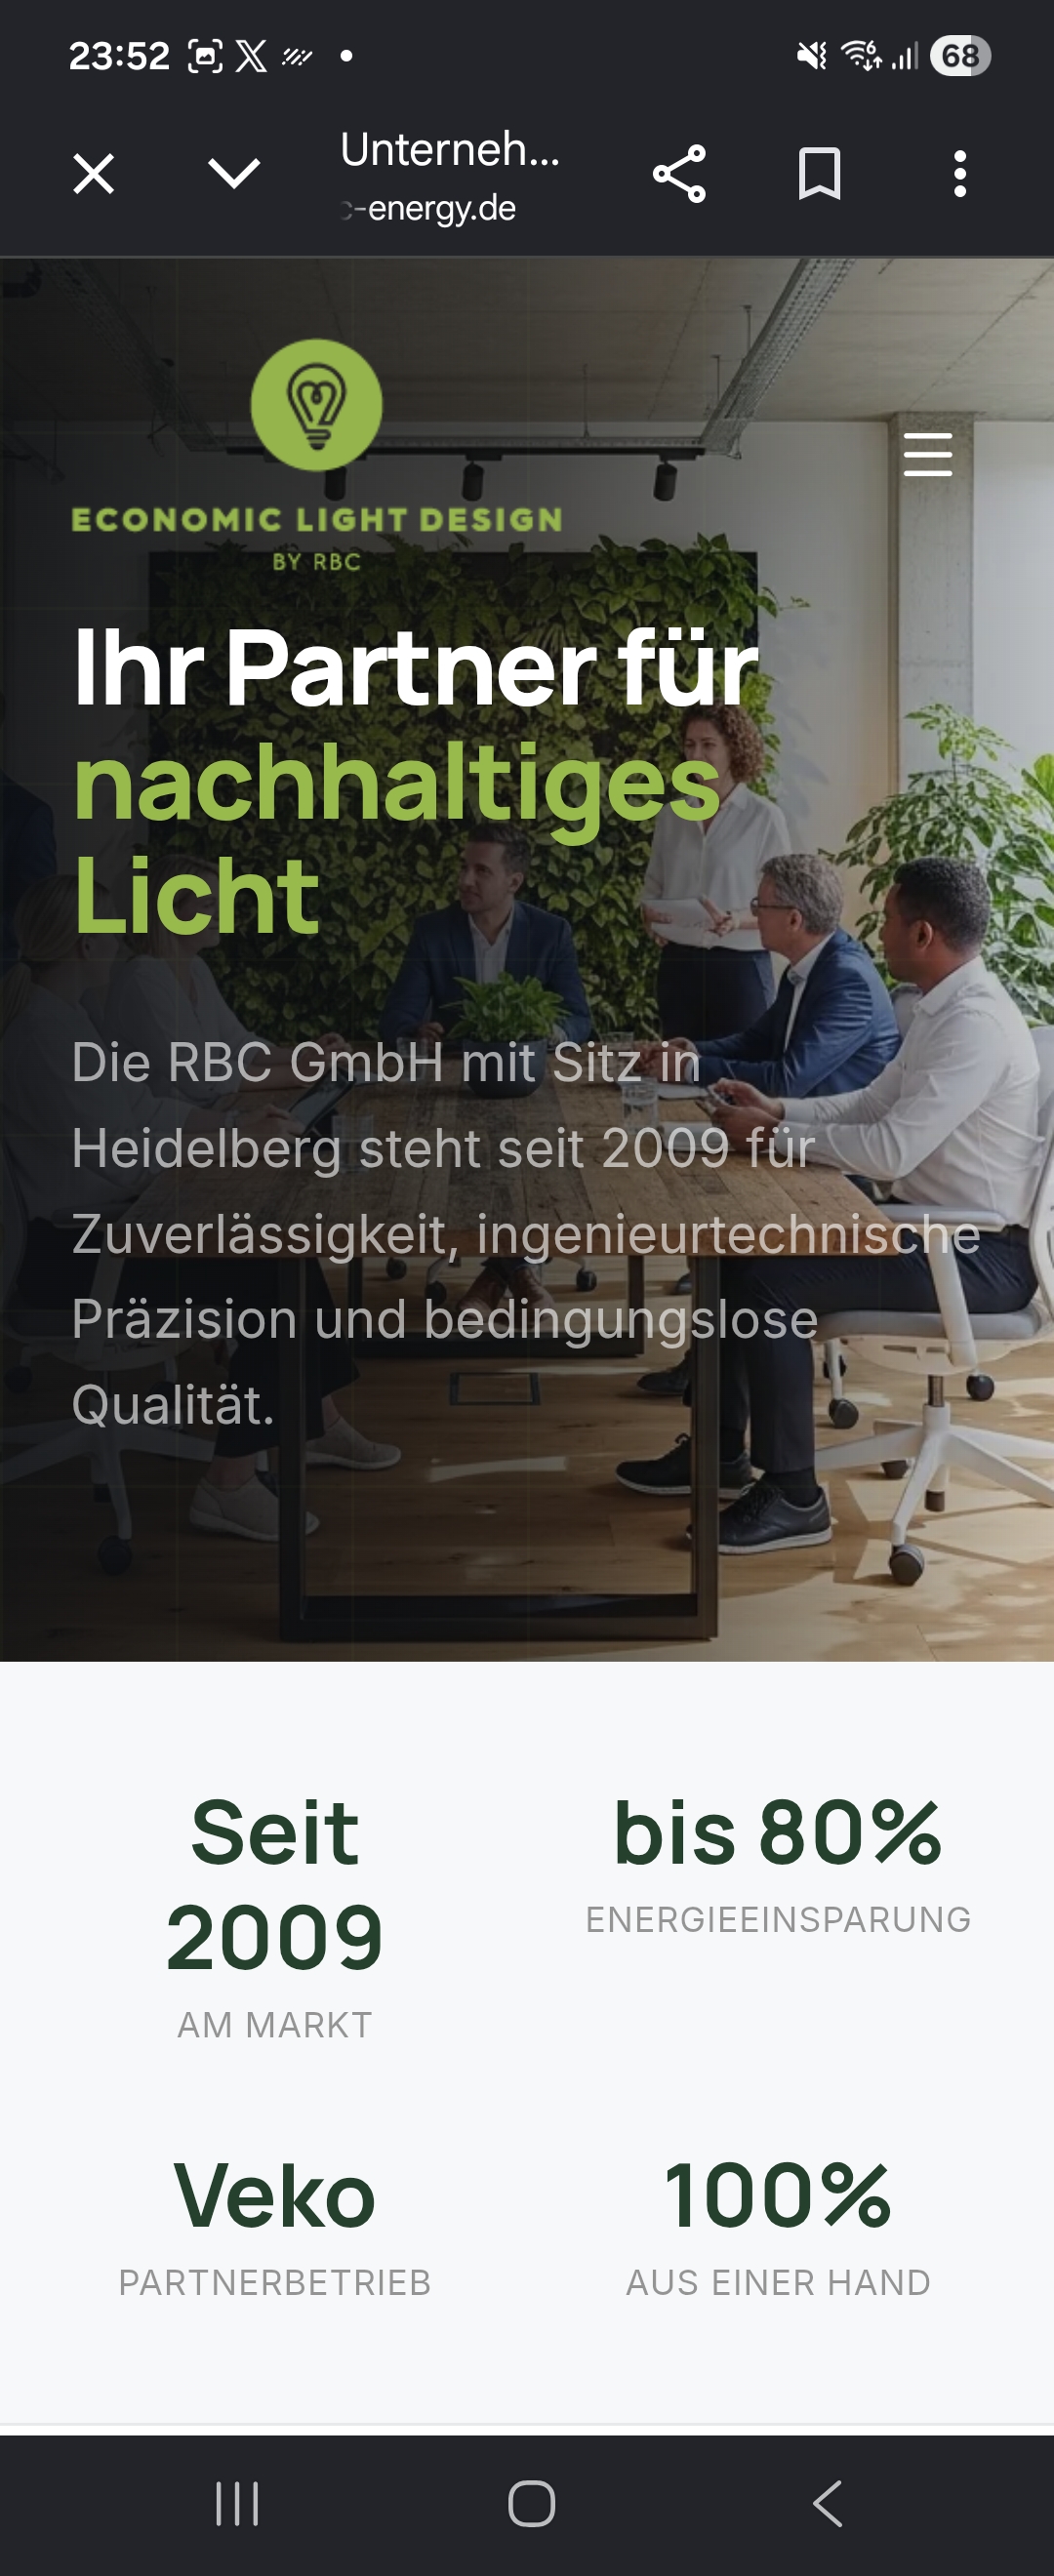 23:52
68
Unterneh...
-energy.de
ECONOMIC LIGHT DESIGN
BY RBC
Ihr Partner für
nachhaltiges
Licht
Die RBC GmbH mit Sitz in
Heidelberg steht seit 2009 für
Zuverlässigkeit, ingenieurtechnische
Präzision und bedingungslose
Qualität.
Seit
2009
AM MARKT
bis 80%
ENERGIEEINSPARUNG
Veko
PARTNERBETRIEB
100%
AUS EINER HAND